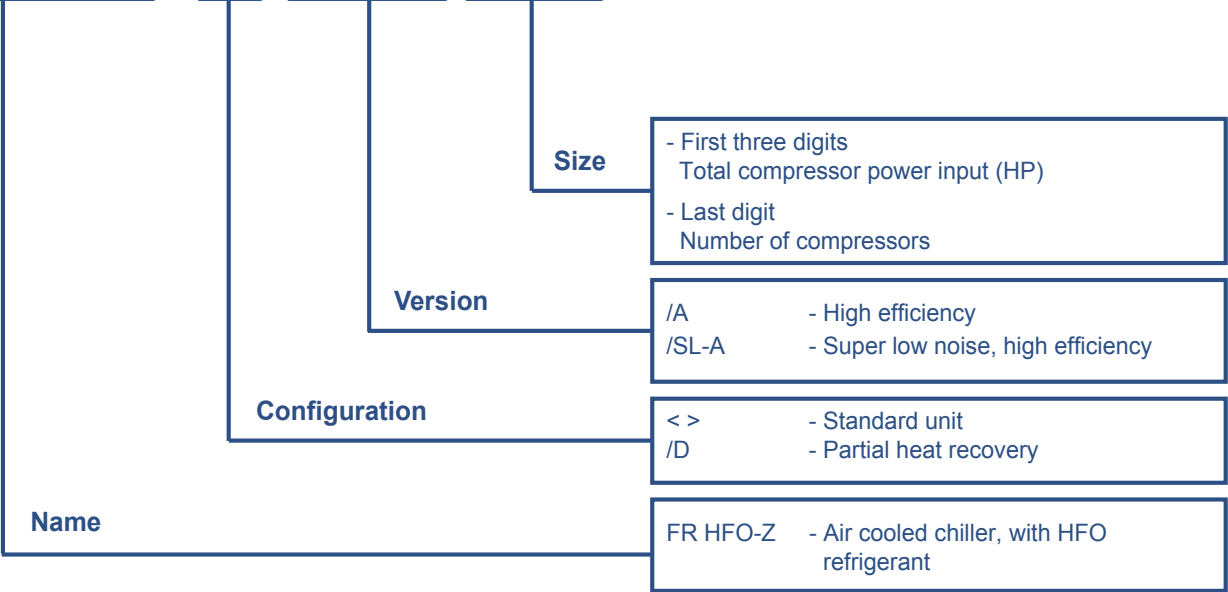 Size
- First three digits
Total compressor power input (HP)
- Last digit
Number of compressors
Version
/A - High efficiency
/SL-A - Super low noise, high efficiency
Configuration
< > - Standard unit
/D - Partial heat recovery
Name
FR HFO-Z - Air cooled chiller, with HFO
refrigerant